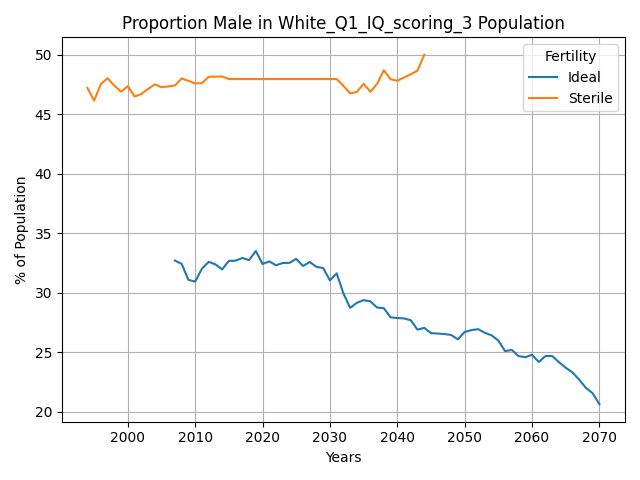 Proportion Male in White_Q1_IQ_scoring_3 Population
Fertility
Ideal
Sterile
% of Population
50
45
40
35
30
25
20
2000 2010 2020 2030 2040 2050 2060 2070
Years